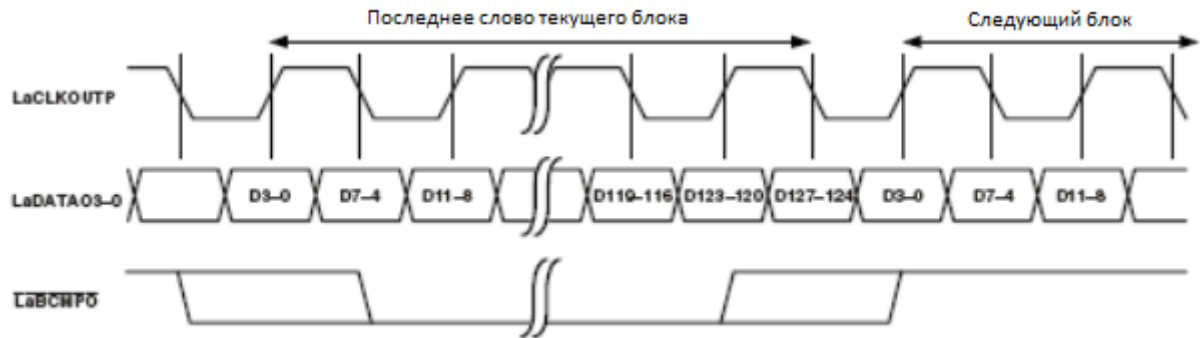 Последнее слово текущего блока
Следующий блок
LaCLKOUTP
LaDATAO3–0
D3–0 D7–4 D11–8 D119–116 D123–120 D127–124 D3–0 D7–4 D11–8
LaBCMPO